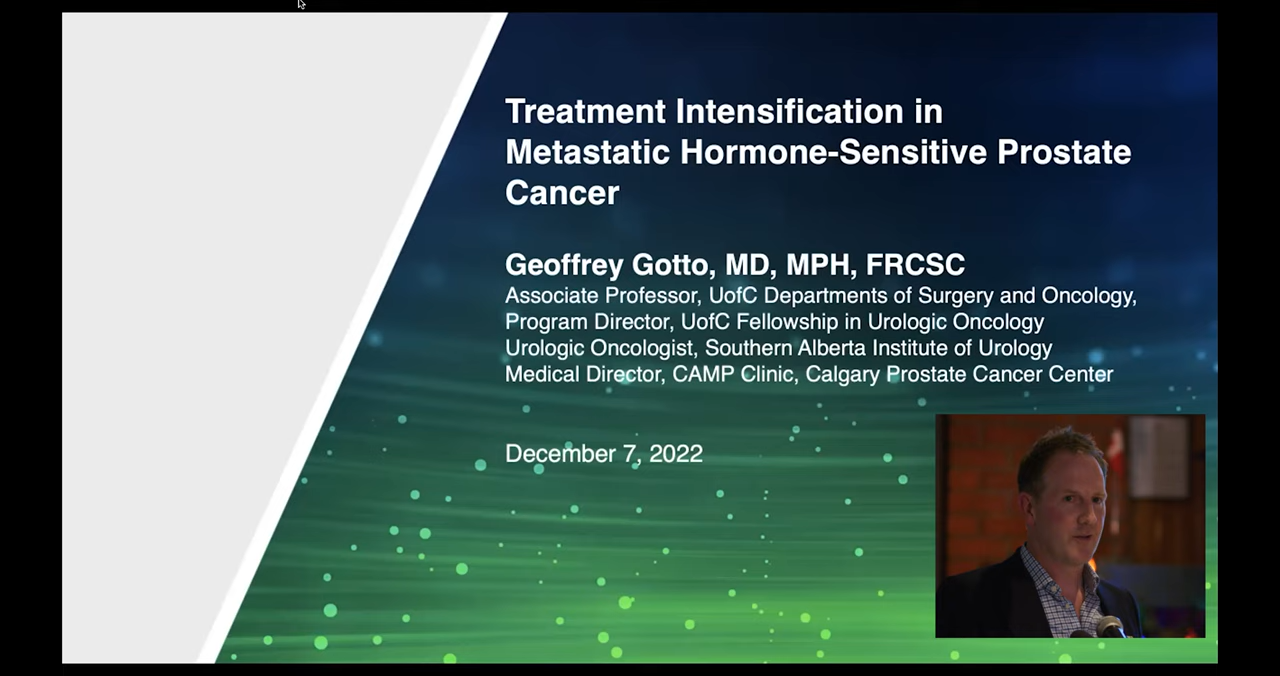 Treatment Intensification in
Metastatic Hormone-Sensitive Prostate
Cancer
Geoffrey Gotto, MD, MPH, FRCSC
Associate Professor, UofC Departments of Surgery and Oncology,
Program Director, UofC Fellowship in Urologic Oncology
Urologic Oncologist, Southern Alberta Institute of Urology
Medical Director, CAMP Clinic, Calgary Prostate Cancer Center
December 7, 2022